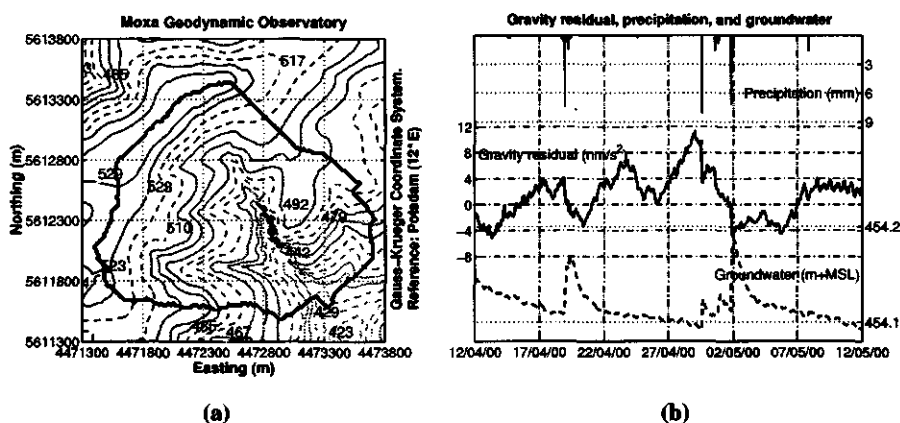 Moxa Geodynamic Observatory
5613800
5613300
5612800
5612300
5611800
5611300
Northing (m)
517
529
528
510
492
479
442
523
429
467
423
4471300 4471800 4472300 4472800 4473300 4473800
Easting (m)
Gauss-Krueger Coordinate System.
Reference: Potsdam (12°E)
(a)
Gravity residual, precipitation, and groundwater
3
6
9
Precipitation (mm)
12
8
4
0
-4
-8
Gravity residual (nm/s²)
454.2
Groundwater (m+MSL)
454.1
12/04/00 17/04/00 22/04/00 27/04/00 02/05/00 07/05/00 12/05/00
(b)